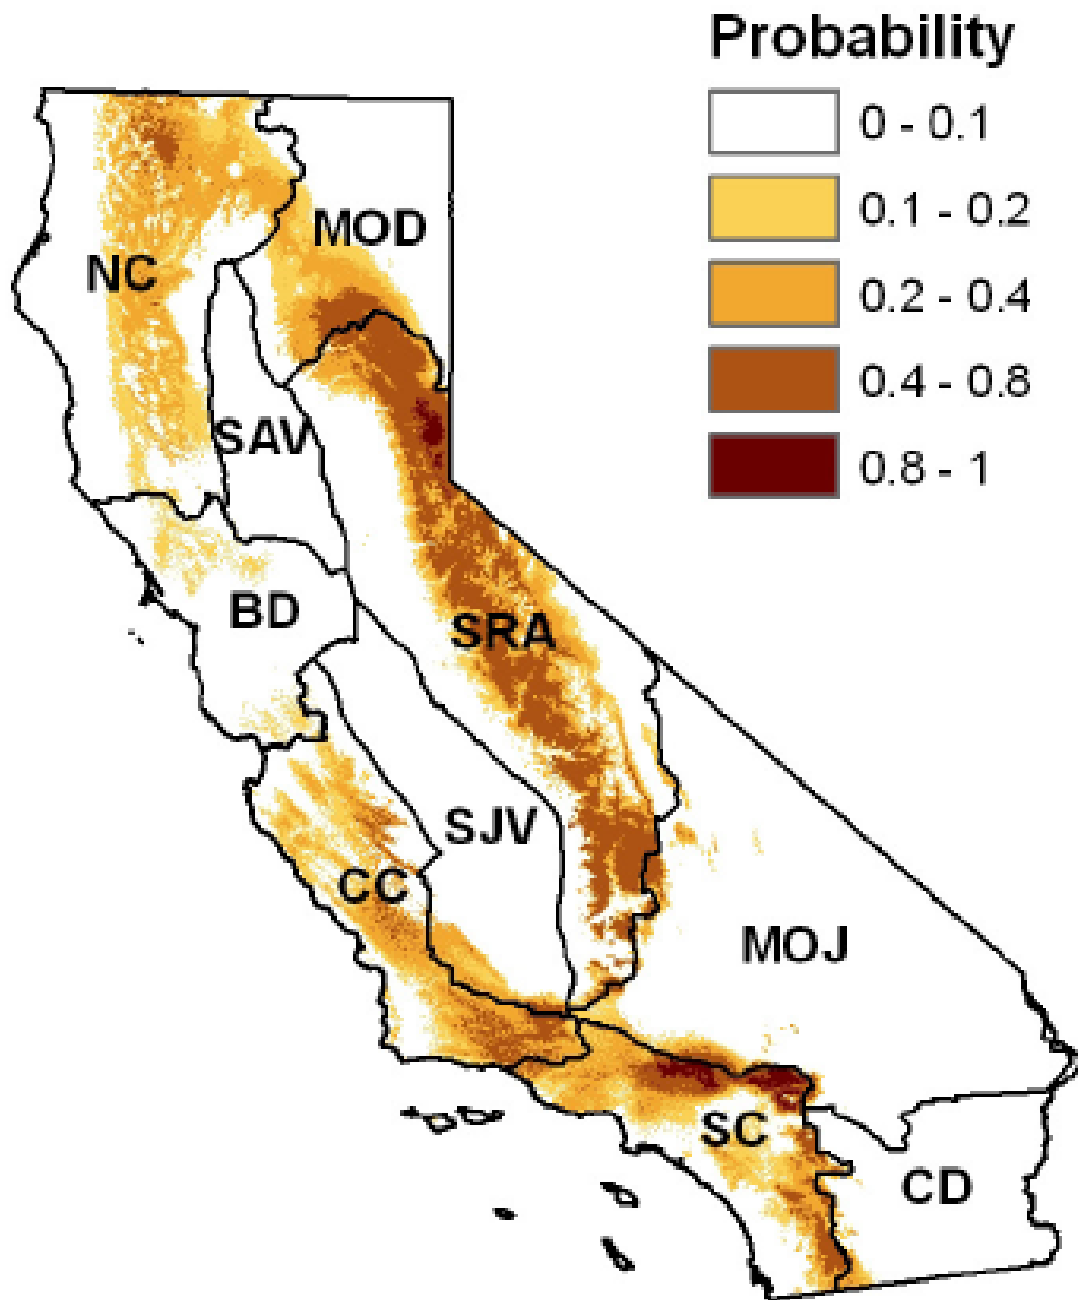 Probability
0 - 0.1
0.1 - 0.2
0.2 - 0.4
0.4 - 0.8
0.8 - 1
MOD
NC
SAV
BD
SRA
SJV
CC
MOJ
SC
CD